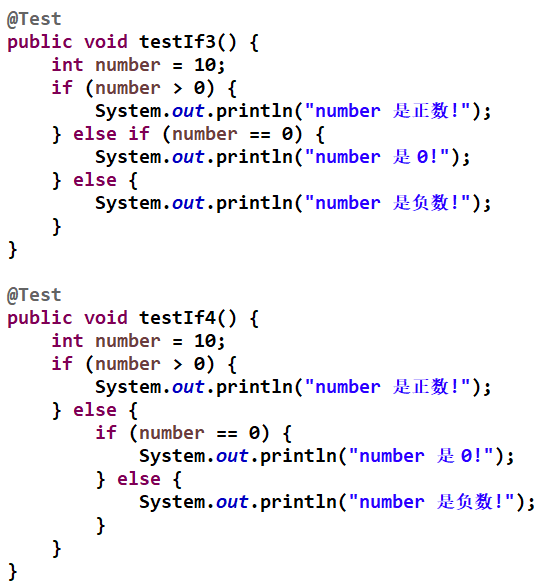 @Test
public void testIf3() {
    int number = 10;
    if (number > 0) {
        System.out.println("number 是正数!");
    } else if (number == 0) {
        System.out.println("number 是0!");
    } else {
        System.out.println("number 是负数!");
    }
}

@Test
public void testIf4() {
    int number = 10;
    if (number > 0) {
        System.out.println("number 是正数!");
    } else {
        if (number == 0) {
            System.out.println("number 是0!");
        } else {
            System.out.println("number 是负数!");
        }
    }
}